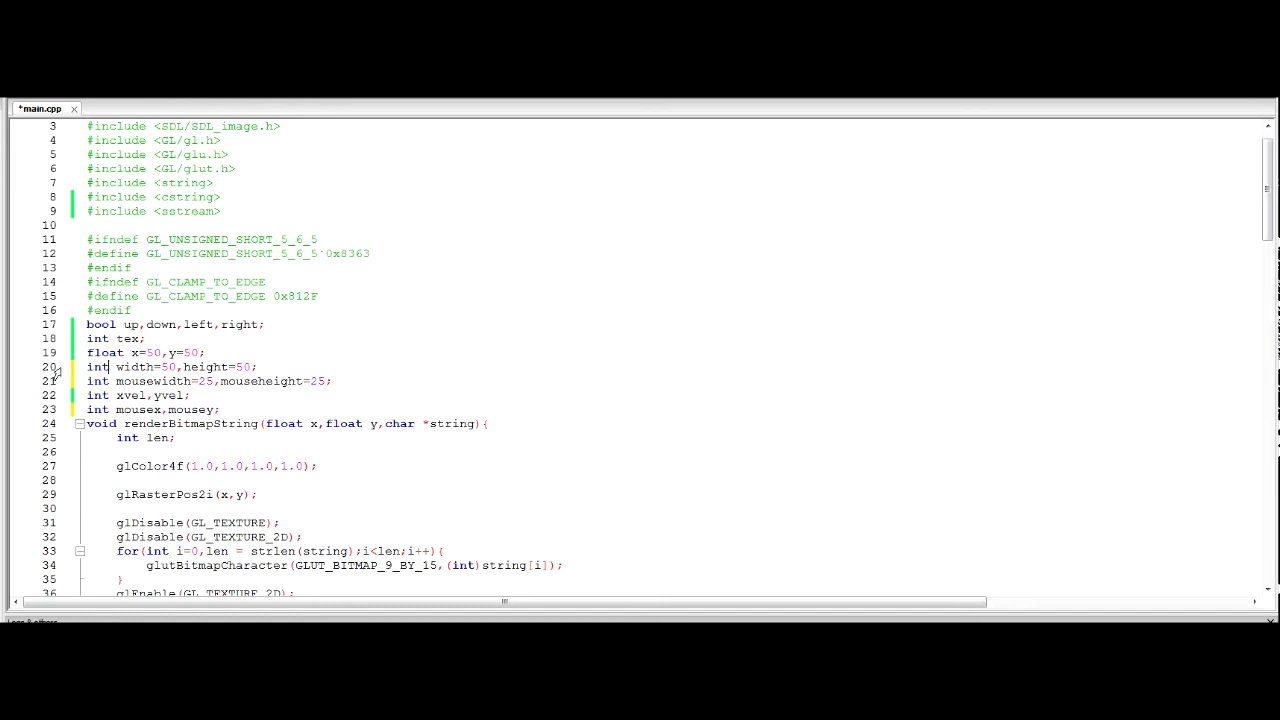 *main.cpp
3 #include <SDL/SDL_image.h>
4 #include <GL/gl.h>
5 #include <GL/glu.h>
6 #include <GL/glut.h>
7 #include <string>
8 #include <cstring>
9 #include <sstream>
10
11 #ifndef GL_UNSIGNED_SHORT_5_6_5
12 #define GL_UNSIGNED_SHORT_5_6_5 0x8363
13 #endif
14 #ifndef GL_CLAMP_TO_EDGE
15 #define GL_CLAMP_TO_EDGE 0x812F
16 #endif
17 bool up,down,left,right;
18 int tex;
19 float x=50,y=50;
20 int width=50,height=50;
21 int mousewidth=25,mouseheight=25;
22 int xvel,yvel;
23 int mousex,mousey;
24 void renderBitmapString(float x,float y,char *string){
25 int len;
26
27 glColor4f(1.0,1.0,1.0,1.0);
28
29 glRasterPos2i(x,y);
30
31 glDisable(GL_TEXTURE);
32 glDisable(GL_TEXTURE_2D);
33 for(int i=0,len = strlen(string);i<len;i++){
34 glutBitmapCharacter(GLUT_BITMAP_9_BY_15,(int)string[i]);
35 }
36 glEnable(GL_TEXTURE_2D);
Logs & others